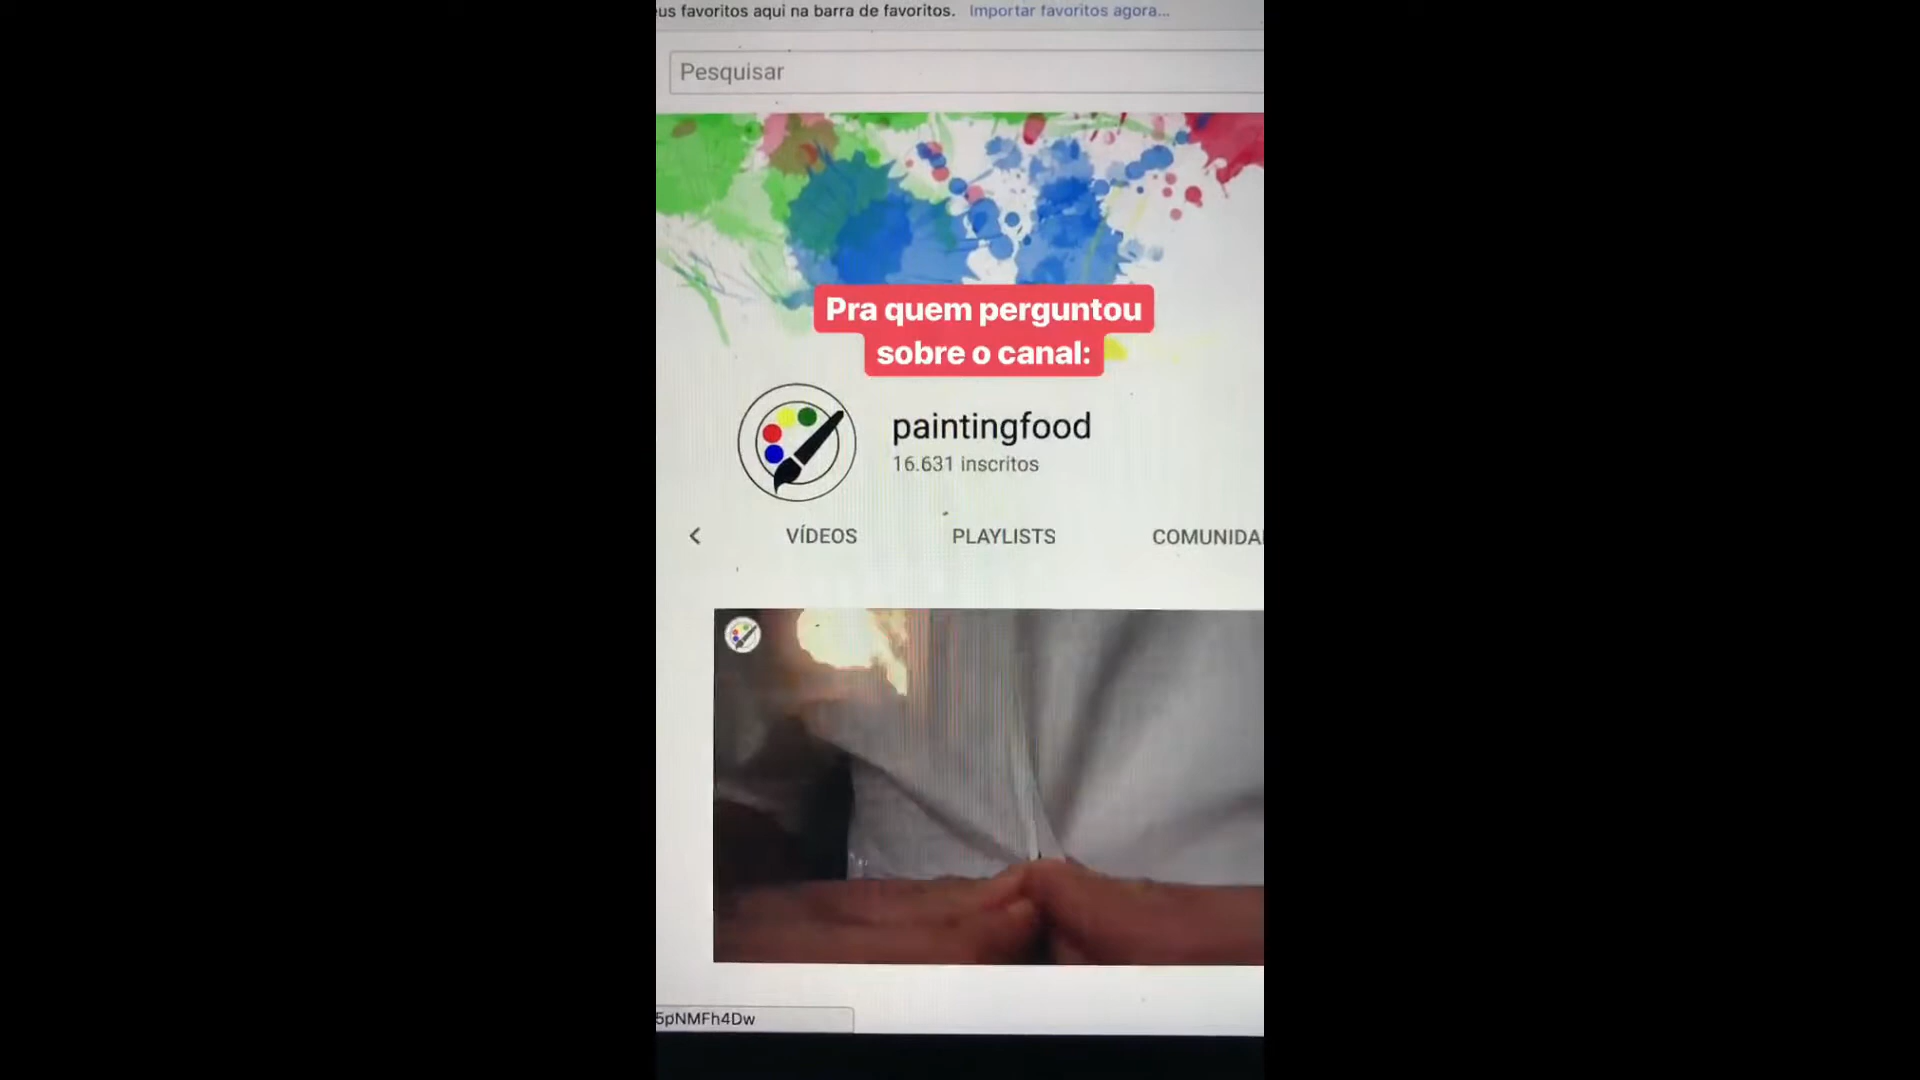 us favoritos aqui na barra de favoritos. Importar favoritos agora...
Pesquisar
Pra quem perguntou
sobre o canal:
paintingfood
16.631 inscritos
VÍDEOS PLAYLISTS COMUNIDA
5pNMFh4Dw